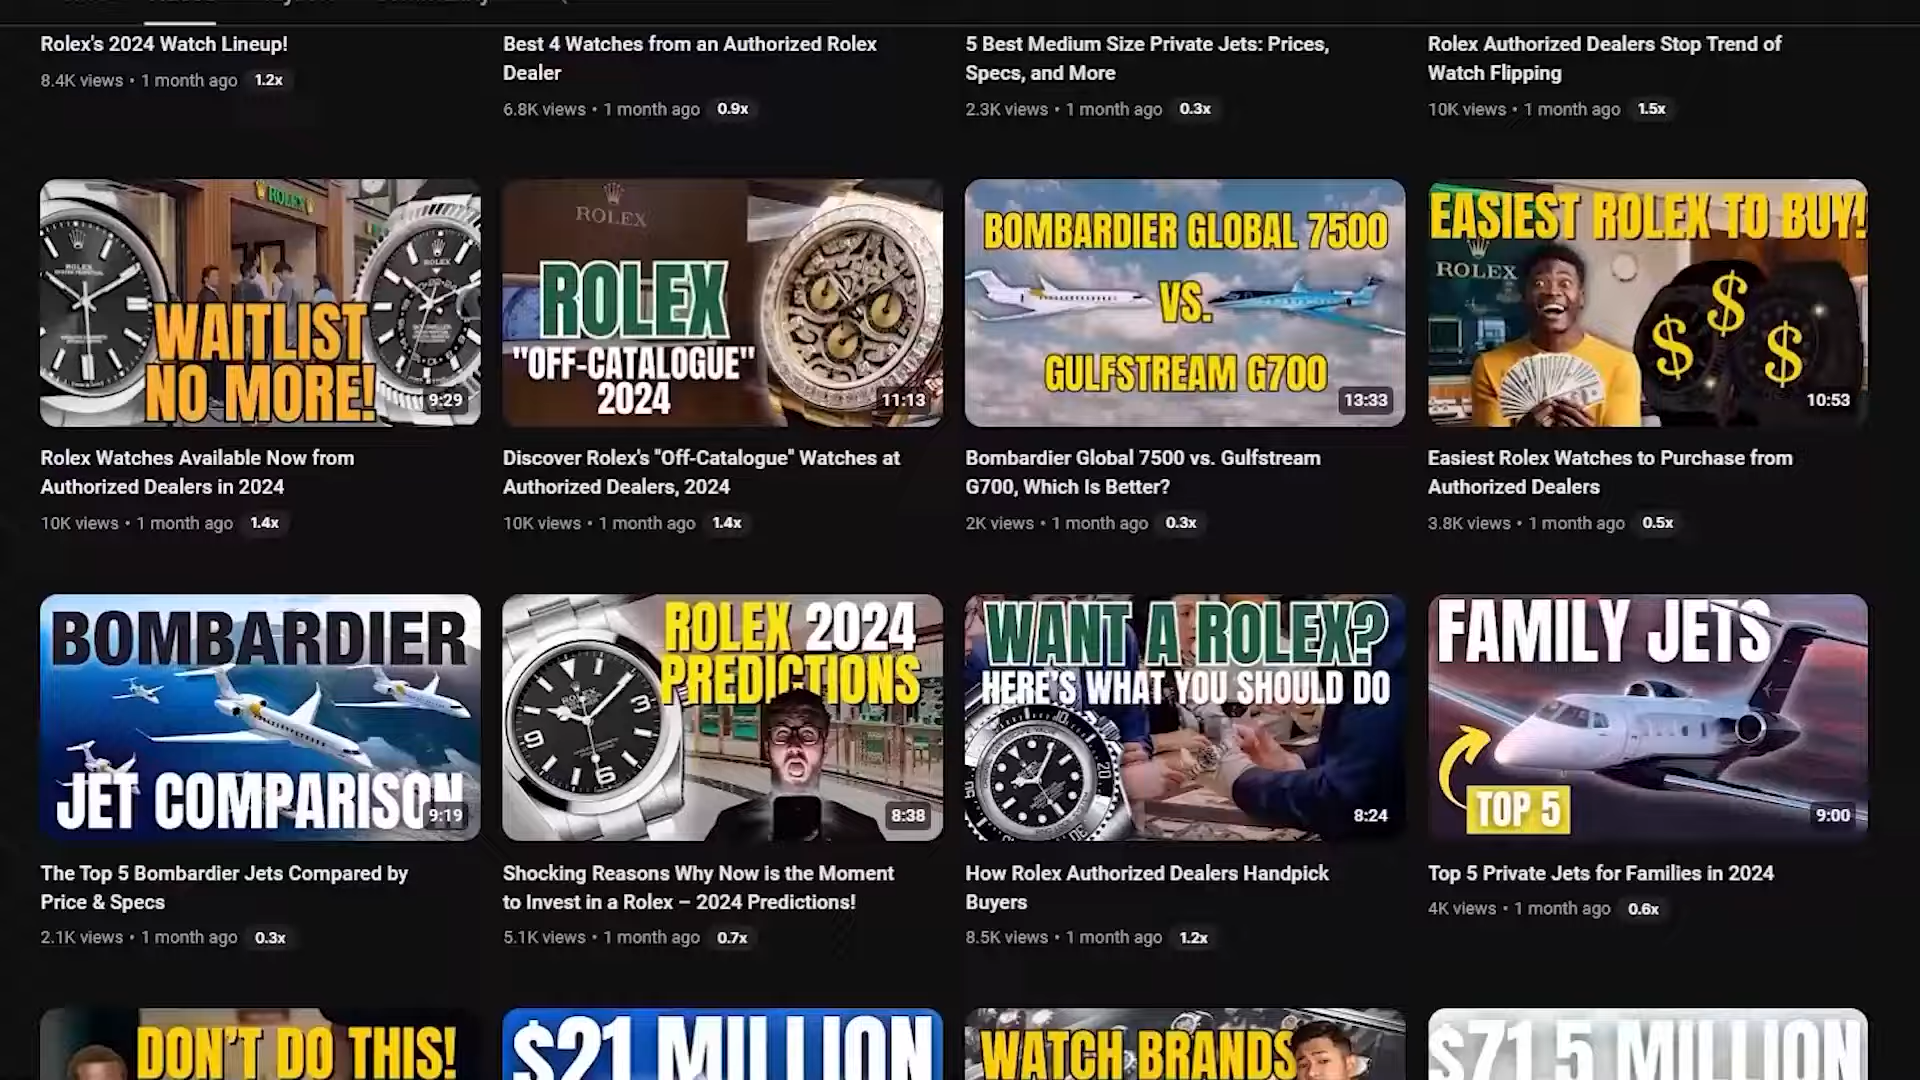 Rolex's 2024 Watch Lineup!
8.4K views • 1 month ago 1.2x
Best 4 Watches from an Authorized Rolex
Dealer
6.8K views • 1 month ago 0.9x
5 Best Medium Size Private Jets: Prices,
Specs, and More
2.3K views • 1 month ago 0.3x
Rolex Authorized Dealers Stop Trend of
Watch Flipping
10K views • 1 month ago 1.5x
ROLEX
ROLEX
WAITLIST
NO MORE!
9:29
Rolex Watches Available Now from
Authorized Dealers in 2024
10K views • 1 month ago 1.4x
ROLEX
ROLEX
"OFF-CATALOGUE"
2024
11:13
Discover Rolex's "Off-Catalogue" Watches at
Authorized Dealers, 2024
10K views • 1 month ago 1.4x
BOMBARDIER GLOBAL 7500
VS.
GULFSTREAM G700
13:33
Bombardier Global 7500 vs. Gulfstream
G700, Which Is Better?
2K views • 1 month ago 0.3x
EASIEST ROLEX TO BUY!
ROLEX
$ $ $
10:53
Easiest Rolex Watches to Purchase from
Authorized Dealers
3.8K views • 1 month ago 0.5x
BOMBARDIER
JET COMPARISON
9:19
The Top 5 Bombardier Jets Compared by
Price & Specs
2.1K views • 1 month ago 0.3x
ROLEX 2024
PREDICTIONS
3
9
6
8:38
Shocking Reasons Why Now is the Moment
to Invest in a Rolex – 2024 Predictions!
5.1K views • 1 month ago 0.7x
WANT A ROLEX?
HERE'S WHAT YOU SHOULD DO
8:24
How Rolex Authorized Dealers Handpick
Buyers
8.5K views • 1 month ago 1.2x
FAMILY JETS
TOP 5
9:00
Top 5 Private Jets for Families in 2024
4K views • 1 month ago 0.6x
DON'T DO THIS!
$21 MILLION
WATCH BRANDS
$71.5 MILLION